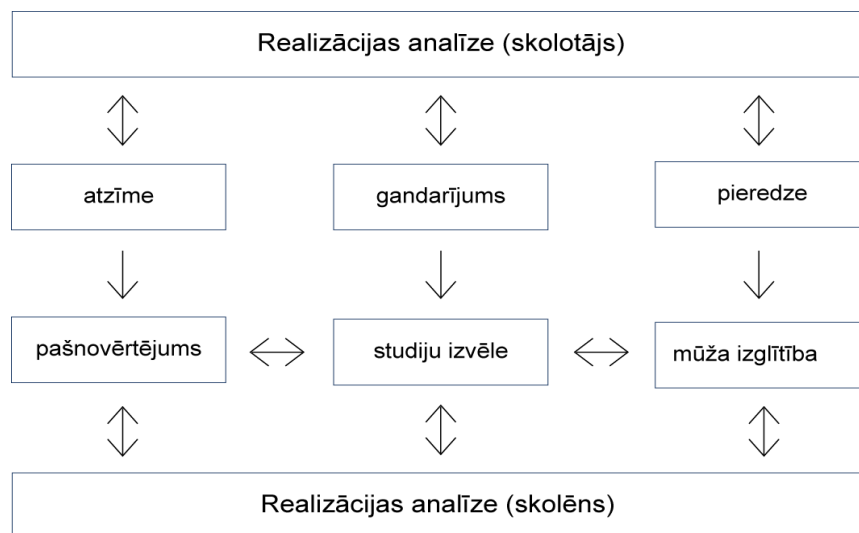 Realizācijas analīze (skolotājs)
atzīme
gandarījums
pieredze
pašnovērtējums
studiju izvēle
mūža izglītība
Realizācijas analīze (skolēns)